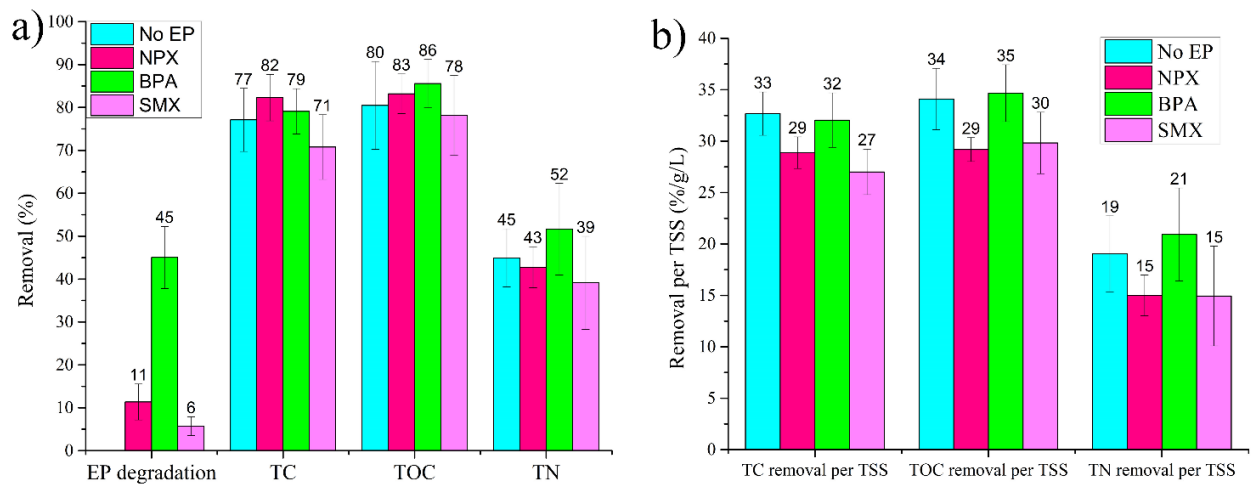 a)
No EP
NPX
BPA
SMX
Removal (%)
100
90
80
70
60
50
40
30
20
10
0
11
45
6
77
82
79
71
80
83
86
78
45
43
52
39
EP degradation
TC
TOC
TN
b)
No EP
NPX
BPA
SMX
Removal per TSS (%/g/L)
40
35
30
25
20
15
10
5
0
33
29
32
27
34
29
35
30
19
15
21
15
TC removal per TSS
TOC removal per TSS
TN removal per TSS